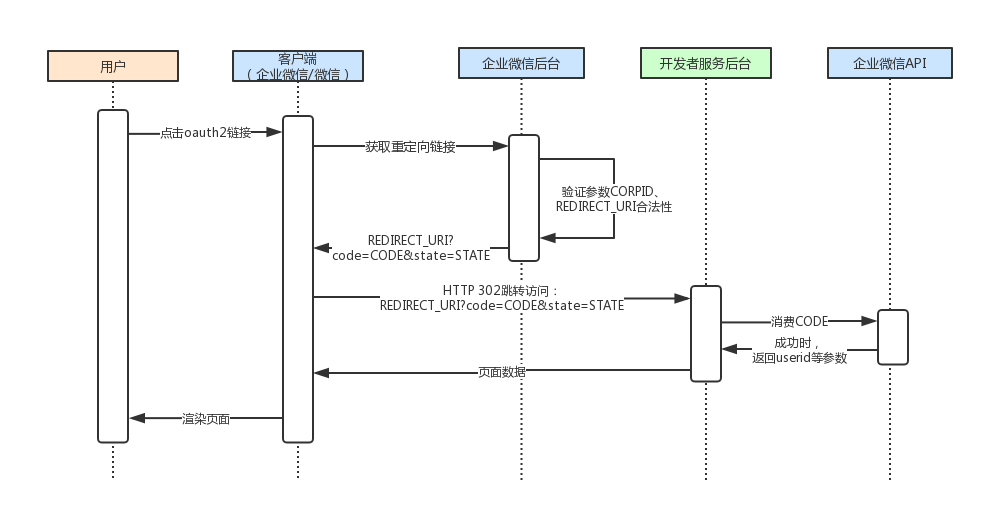 用户
客户端
（企业微信/微信）
企业微信后台
开发者服务后台
企业微信API
点击oauth2链接
获取重定向链接
验证参数CORPID、
REDIRECT_URI合法性
REDIRECT_URI?
code=CODE&state=STATE
HTTP 302跳转访问：
REDIRECT_URI?code=CODE&state=STATE
消费CODE
成功时，
返回userid等参数
页面数据
渲染页面